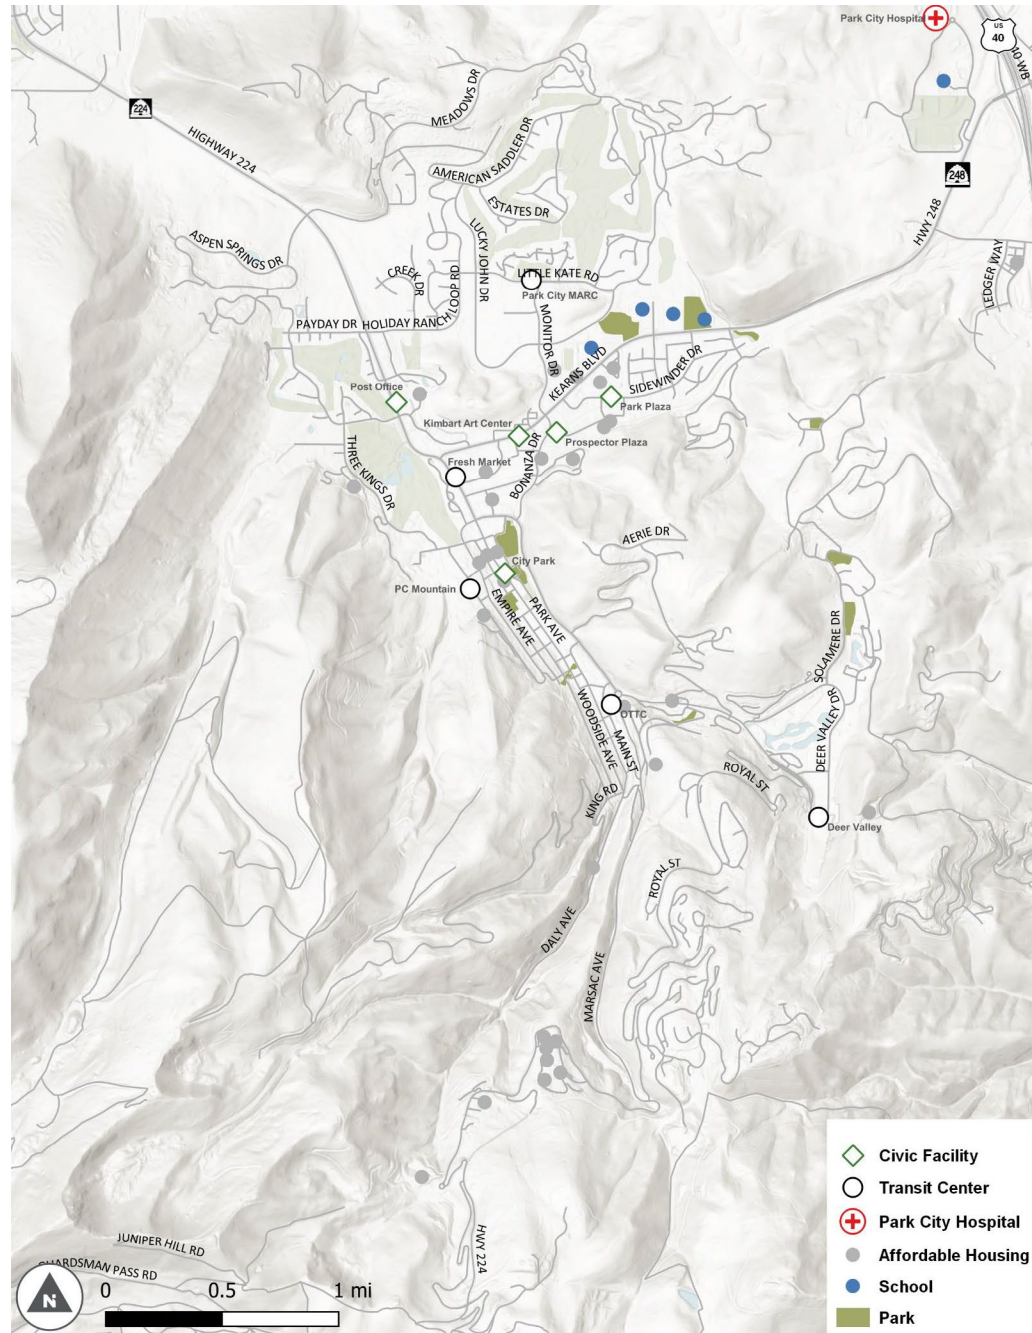 Park City Hospital
US
40
40 WB
224
MEADOWS DR
HIGHWAY 224
AMERICAN SADDLER DR
248
ESTATES DR
HWY 248
ASPEN SPRINGS DR
LUCKY JOHN DR
LEDGER WAY
CREEK DR
LITTLE KATE RD
Park City MARC
PAYDAY DR
HOLIDAY RANCH LOOP RD
MONITOR DR
KEARNS BLVD
SIDEWINDER DR
Post Office
Park Plaza
Kimbart Art Center
Prospector Plaza
THREE KINGS DR
Fresh Market
BONANZA DR
AERIE DR
City Park
PC Mountain
EMPIRE AVE
PARK AVE
SOLAMERE DR
WOODSIDE AVE
OTTC
MAIN ST
DEER VALLEY DR
ROYAL ST
KING RD
Deer Valley
ROYAL ST
DALY AVE
MARSAC AVE
HWY 224
JUNIPER HILL RD
GUARDSMAN PASS RD
N
0 0.5 1 mi
Civic Facility
Transit Center
Park City Hospital
Affordable Housing
School
Park